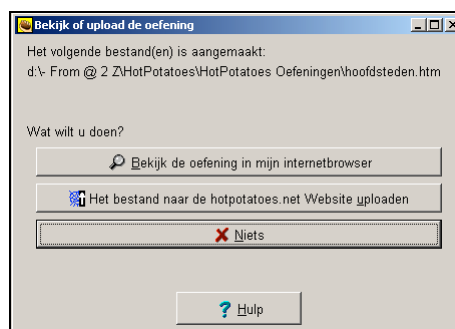 Bekijk of upload de oefening
Het volgende bestand(en) is aangemaakt:
d:\- From @ 2 Z\HotPotatoes\HotPotatoes Oefeningen\hoofdsteden.htm
Wat wilt u doen?
Bekijk de oefening in mijn internetbrowser
Het bestand naar de hotpotatoes.net Website uploaden
Niets
? Hulp